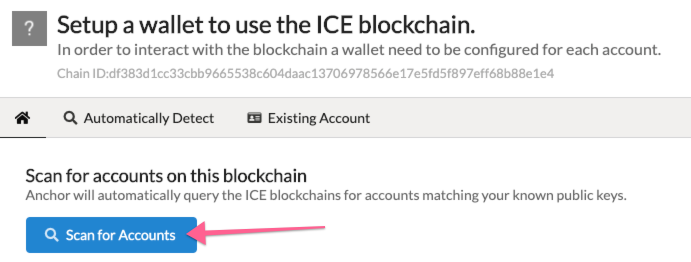 ?
Setup a wallet to use the ICE blockchain.
In order to interact with the blockchain a wallet need to be configured for each account.
Chain ID:df383d1cc33cbb9665538c604daac13706978566e17e5fd5f897eff68b88e1e4
Automatically Detect Existing Account
Scan for accounts on this blockchain
Anchor will automatically query the ICE blockchains for accounts matching your known public keys.
Scan for Accounts